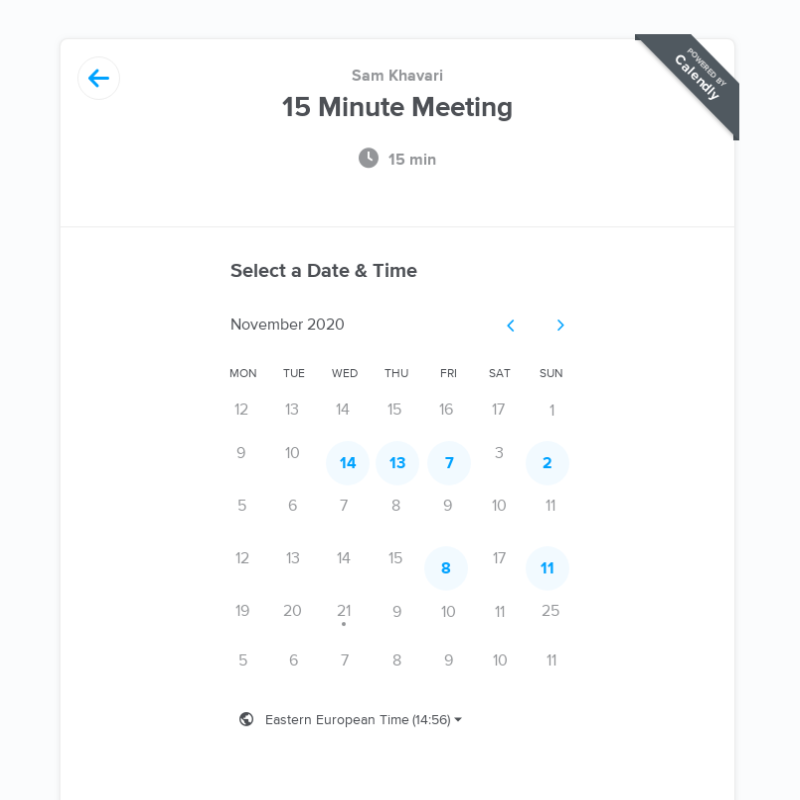 Sam Khavari
POWERED BY
Calendly
15 Minute Meeting
15 min
Select a Date & Time
November 2020
MON TUE WED THU FRI SAT SUN
12 13 14 15 16 17 1
9 10 14 13 7 3 2
5 6 7 8 9 10 11
12 13 14 15 8 17 11
19 20 21 9 10 11 25
5 6 7 8 9 10 11
Eastern European Time (14:56)